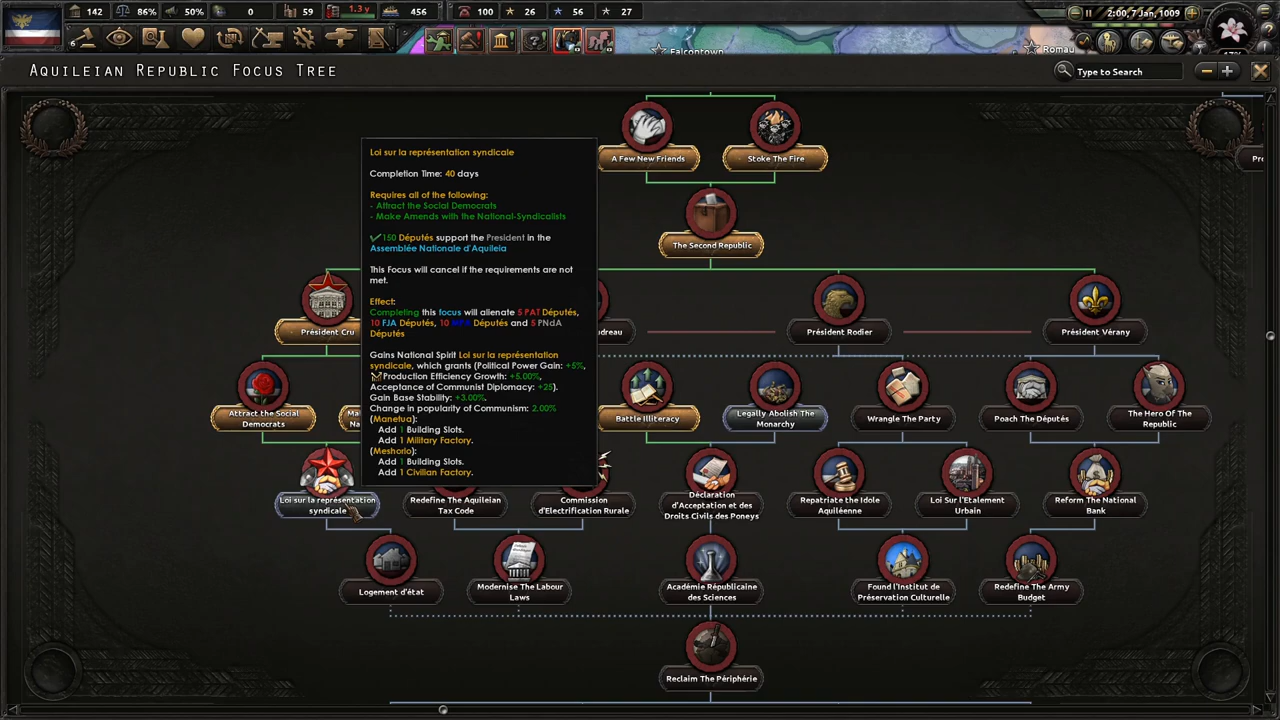 142
86%
50%
0
59
1.3 y
456
100
26
56
27
2:00, 7 Jan, 1009
6
Falcontown
Romau
17%
Aquileian Republic Focus Tree
Type to Search
A Few New Friends
Stoke The Fire
The Second Republic
Loi sur la représentation syndicale
Completion Time: 40 days
Requires all of the following:
- Attract the Social Democrats
- Make Amends with the National-Syndicalists
150 Députés support the President in the
Assemblée Nationale d'Aquileia
This Focus will cancel if the requirements are not
met.
Effect:
Completing this focus will alienate 5 PAT Députés,
10 FJA Députés, 10 Députés and 5 PNdA
Députés
Gains National Spirit Loi sur la représentation
syndicale, which grants (Political Power Gain: +5%,
Production Efficiency Growth: +5.00%,
Acceptance of Communist Diplomacy: +25).
Gain Base Stability: +3.00%.
Change in popularity of Communism: 2.00%
(Manetua):
Add 1 Building Slots.
Add 1 Military Factory.
(Meshorio):
Add 1 Building Slots.
Add 1 Civilian Factory.
Président Cru
udreau
Président Rodier
Président Vérany
Attract the Social
Democrats
Ma
Na
Battle Illiteracy
Legally Abolish The
Monarchy
Wrangle The Party
Poach The Députés
The Hero Of The
Republic
Loi sur la représentation
syndicale
Redefine The Aquileian
Tax Code
Commission
d'Electrification Rurale
Déclaration
d'Acceptation et des
Droits Civils des Poneys
Repatriate the Idole
Aquiléenne
Loi Sur l'Etalement
Urbain
Reform The National
Bank
Logement d'état
Modernise The Labour
Laws
Académie Républicaine
des Sciences
Found l'Institut de
Préservation Culturelle
Redefine The Army
Budget
Reclaim The Périphérie
Pro